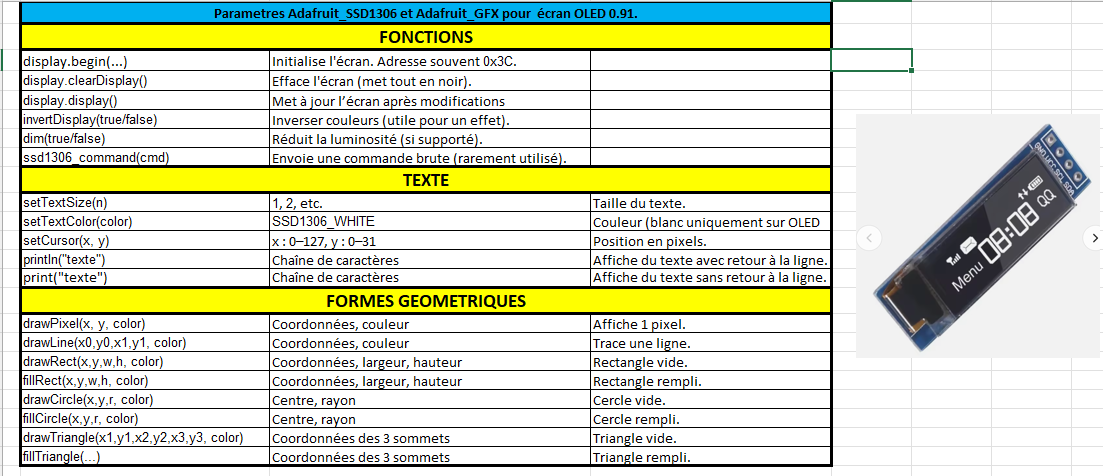 Parametres Adafruit_SSD1306 et Adafruit_GFX pour écran OLED 0.91.
FONCTIONS
display.begin(...) Initialise l'écran. Adresse souvent 0x3C.
display.clearDisplay() Efface l'écran (met tout en noir).
display.display() Met à jour l’écran après modifications
invertDisplay(true/false) Inverser couleurs (utile pour un effet).
dim(true/false) Réduit la luminosité (si supporté).
ssd1306_command(cmd) Envoie une commande brute (rarement utilisé).
TEXTE
setTextSize(n) 1, 2, etc. Taille du texte.
setTextColor(color) SSD1306_WHITE Couleur (blanc uniquement sur OLED
setCursor(x, y) x : 0–127, y : 0–31 Position en pixels.
println("texte") Chaîne de caractères Affiche du texte avec retour à la ligne.
print("texte") Chaîne de caractères Affiche du texte sans retour à la ligne.
FORMES GEOMETRIQUES
drawPixel(x, y, color) Coordonnées, couleur Affiche 1 pixel.
drawLine(x0,y0,x1,y1, color) Coordonnées, couleur Trace une ligne.
drawRect(x,y,w,h, color) Coordonnées, largeur, hauteur Rectangle vide.
fillRect(x,y,w,h, color) Coordonnées, largeur, hauteur Rectangle rempli.
drawCircle(x,y,r, color) Centre, rayon Cercle vide.
fillCircle(x,y,r, color) Centre, rayon Cercle rempli.
drawTriangle(x1,y1,x2,y2,x3,y3, color) Coordonnées des 3 sommets Triangle vide.
fillTriangle(...) Coordonnées des 3 sommets Triangle rempli.
GND VCC SCL SDA
08:08
Menu
QQ